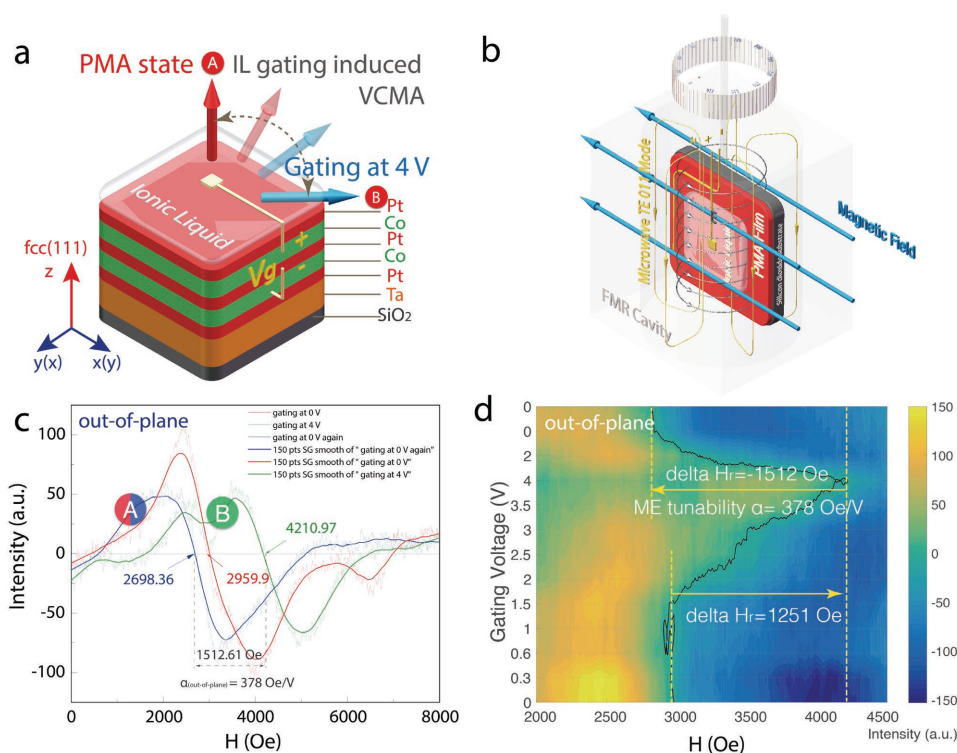 a
PMA state A IL gating induced
VCMA
Gating at 4 V
B
Ionic Liquid
Vg
+
-
Pt
Co
Pt
Co
Pt
Ta
SiO₂
fcc(111)
z
y(x)
x(y)
b
Microwave TE 011 Mode
PMA Film
Magnetic Field
FMR Cavity
c
out-of-plane
gating at 0 V
gating at 4 V
gating at 0 V again
150 pts SG smooth of " gating at 0 V again"
150 pts SG smooth of " gating at 0 V"
150 pts SG smooth of " gating at 4 V"
A
B
4210.97
2698.36
2959.9
1512.61 Oe
α(out-of-plane) = 378 Oe/V
Intensity (a.u.)
100
50
0
-50
-100
0
2000
4000
6000
8000
H (Oe)
d
out-of-plane
delta Hr=-1512 Oe
ME tunability α= 378 Oe/V
delta Hr=1251 Oe
Gating Voltage (V)
0
0
2
4
3
2.5
2
1.5
1
0.6
0.3
0
2000
3000
4000
4500
H (Oe)
150
100
50
0
-50
-100
-150
Intensity (a.u.)